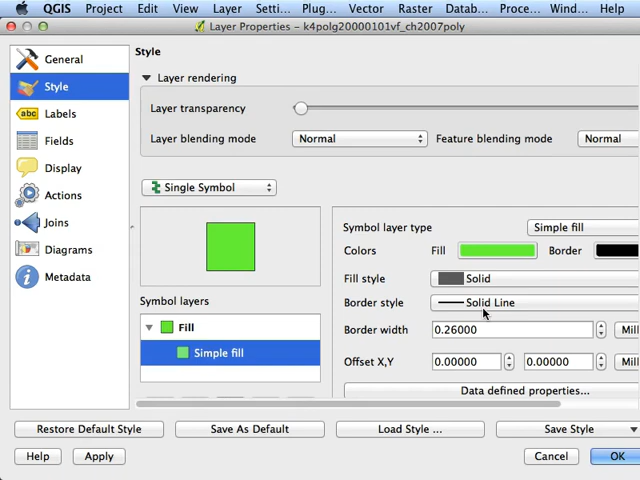 QGIS Project Edit View Layer Setti... Plug... Vector Raster Datab... Proce... Wind... Help
Layer Properties - k4polg20000101vf_ch2007poly
General
Style
abc Labels
Fields
Display
Actions
Joins
Diagrams
Metadata
Style
Layer rendering
Layer transparency
Layer blending mode Normal Feature blending mode Normal
Single Symbol
Symbol layers
Fill
Simple fill
Symbol layer type Simple fill
Colors Fill Border
Fill style Solid
Border style Solid Line
Border width 0.26000 Mill
Offset X,Y 0.00000 0.00000 Mill
Data defined properties...
Restore Default Style Save As Default Load Style ... Save Style
Help Apply Cancel OK